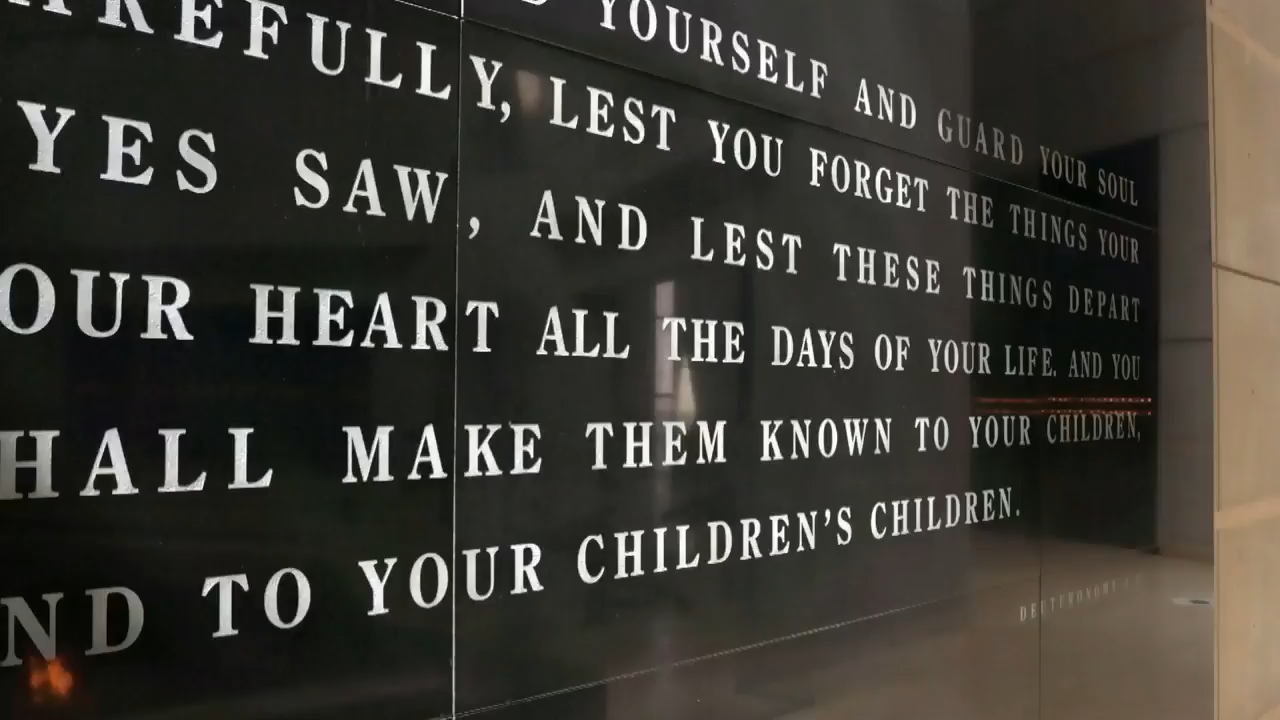 YOURSELF AND GUARD YOUR SOUL
REFULLY, LEST YOU FORGET THE THINGS YOUR
YES SAW, AND LEST THESE THINGS DEPART
OUR HEART ALL THE DAYS OF YOUR LIFE. AND YOU
HALL MAKE THEM KNOWN TO YOUR CHILDREN,
ND TO YOUR CHILDREN'S CHILDREN.
DEUTERONOMY